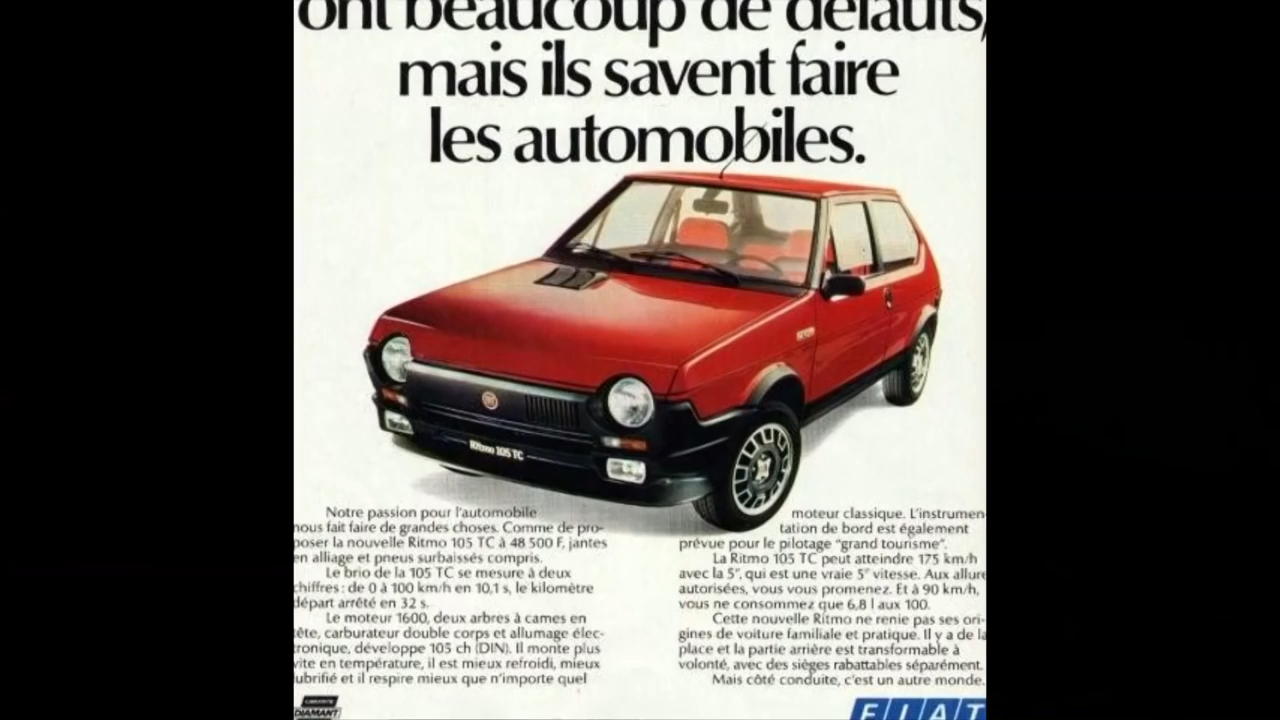 ont beaucoup de défauts,
mais ils savent faire
les automobiles.
Ritmo 105 TC
Notre passion pour l'automobile
nous fait faire de grandes choses. Comme de pro-
poser la nouvelle Ritmo 105 TC à 48 500 F, jantes
en alliage et pneus surbaissés compris.
Le brio de la 105 TC se mesure à deux
chiffres : de 0 à 100 km/h en 10,1 s, le kilomètre
départ arrêté en 32 s.
Le moteur 1600, deux arbres à cames en
tête, carburateur double corps et allumage élec-
tronique, développe 105 ch (DIN). Il monte plus
vite en température, il est mieux refroidi, mieux
lubrifié et il respire mieux que n'importe quel
moteur classique. L'instrumen-
tation de bord est également
prévue pour le pilotage "grand tourisme".
La Ritmo 105 TC peut atteindre 175 km/h
avec la 5e, qui est une vraie 5e vitesse. Aux allure
autorisées, vous vous promenez. Et à 90 km/h,
vous ne consommez que 6,8 l aux 100.
Cette nouvelle Ritmo ne renie pas ses ori-
gines de voiture familiale et pratique. Il y a de la
place et la partie arrière est transformable à
volonté, avec des sièges rabattables séparément.
Mais côté conduite, c'est un autre monde.
DIAMANT
FIAT